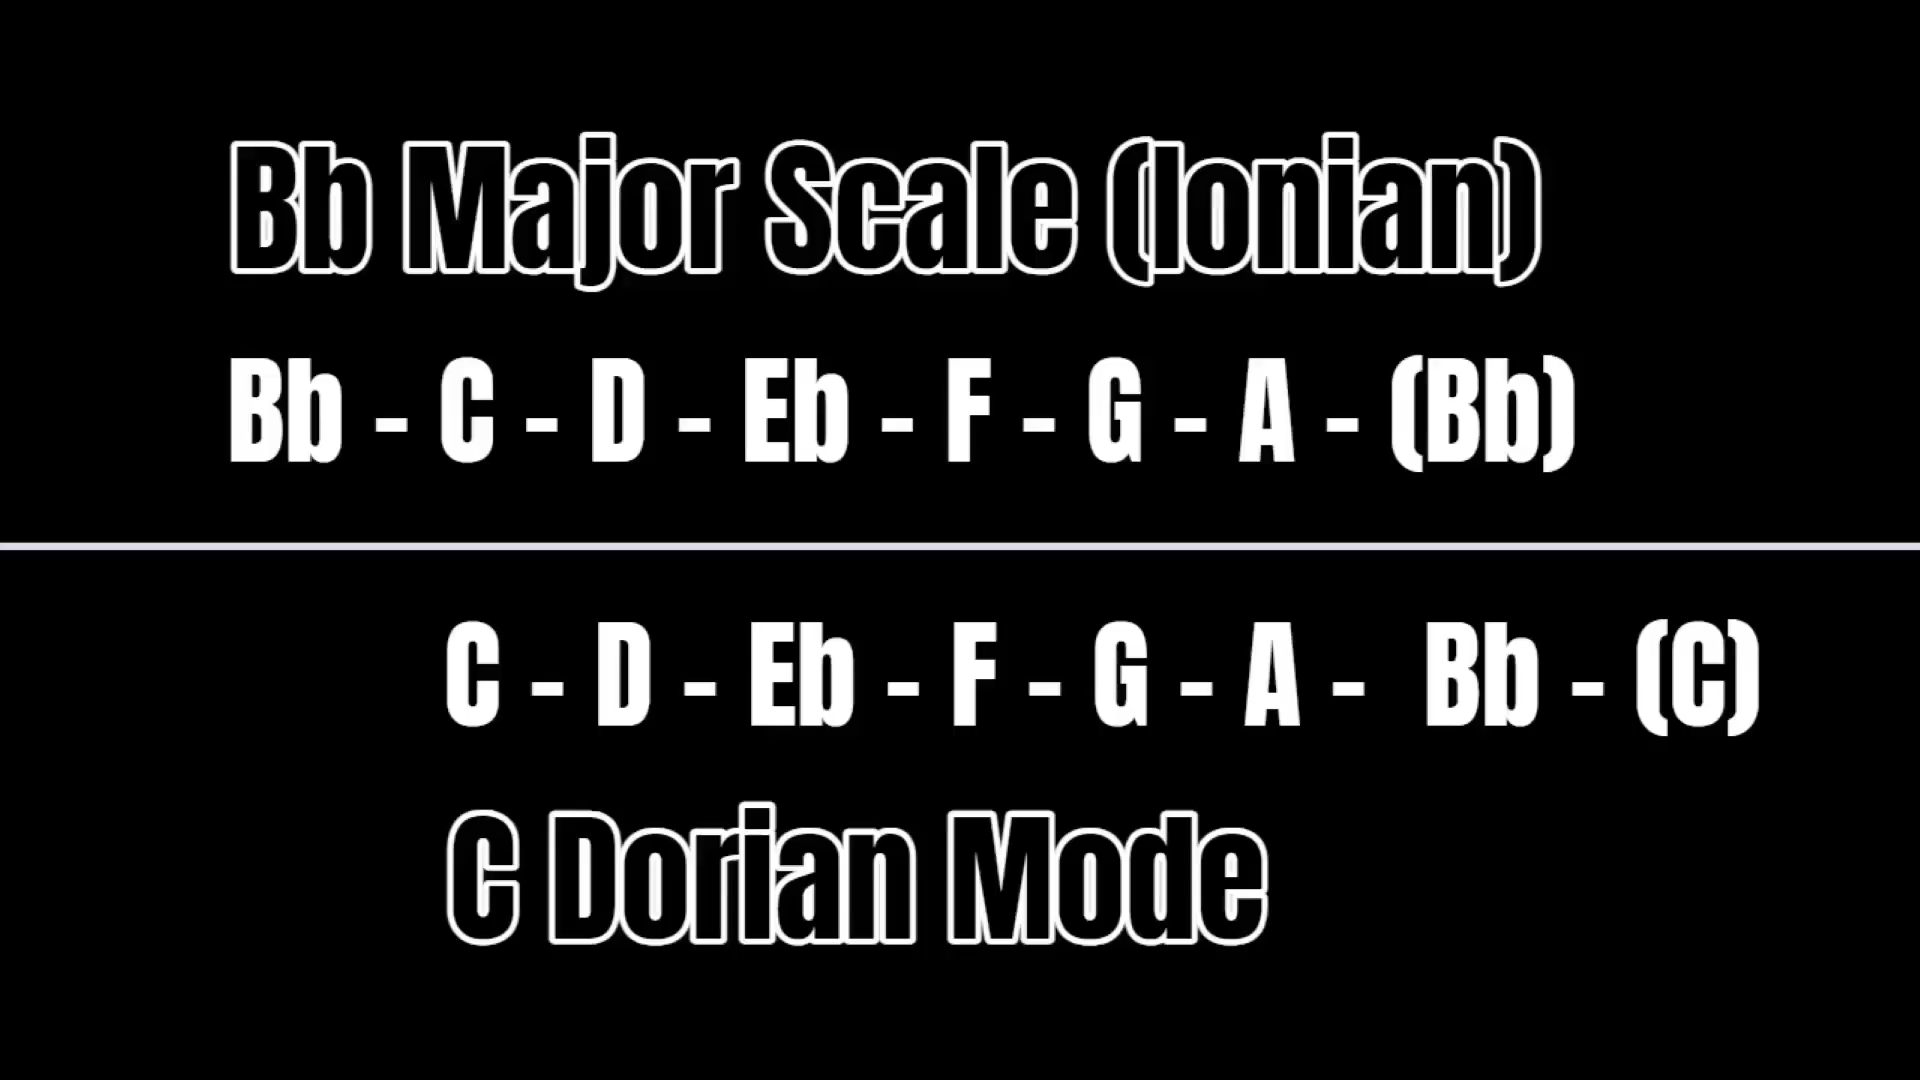 Bb Major Scale (Ionian)
Bb - C - D - Eb - F - G - A - (Bb)
C - D - Eb - F - G - A - Bb - (C)
C Dorian Mode